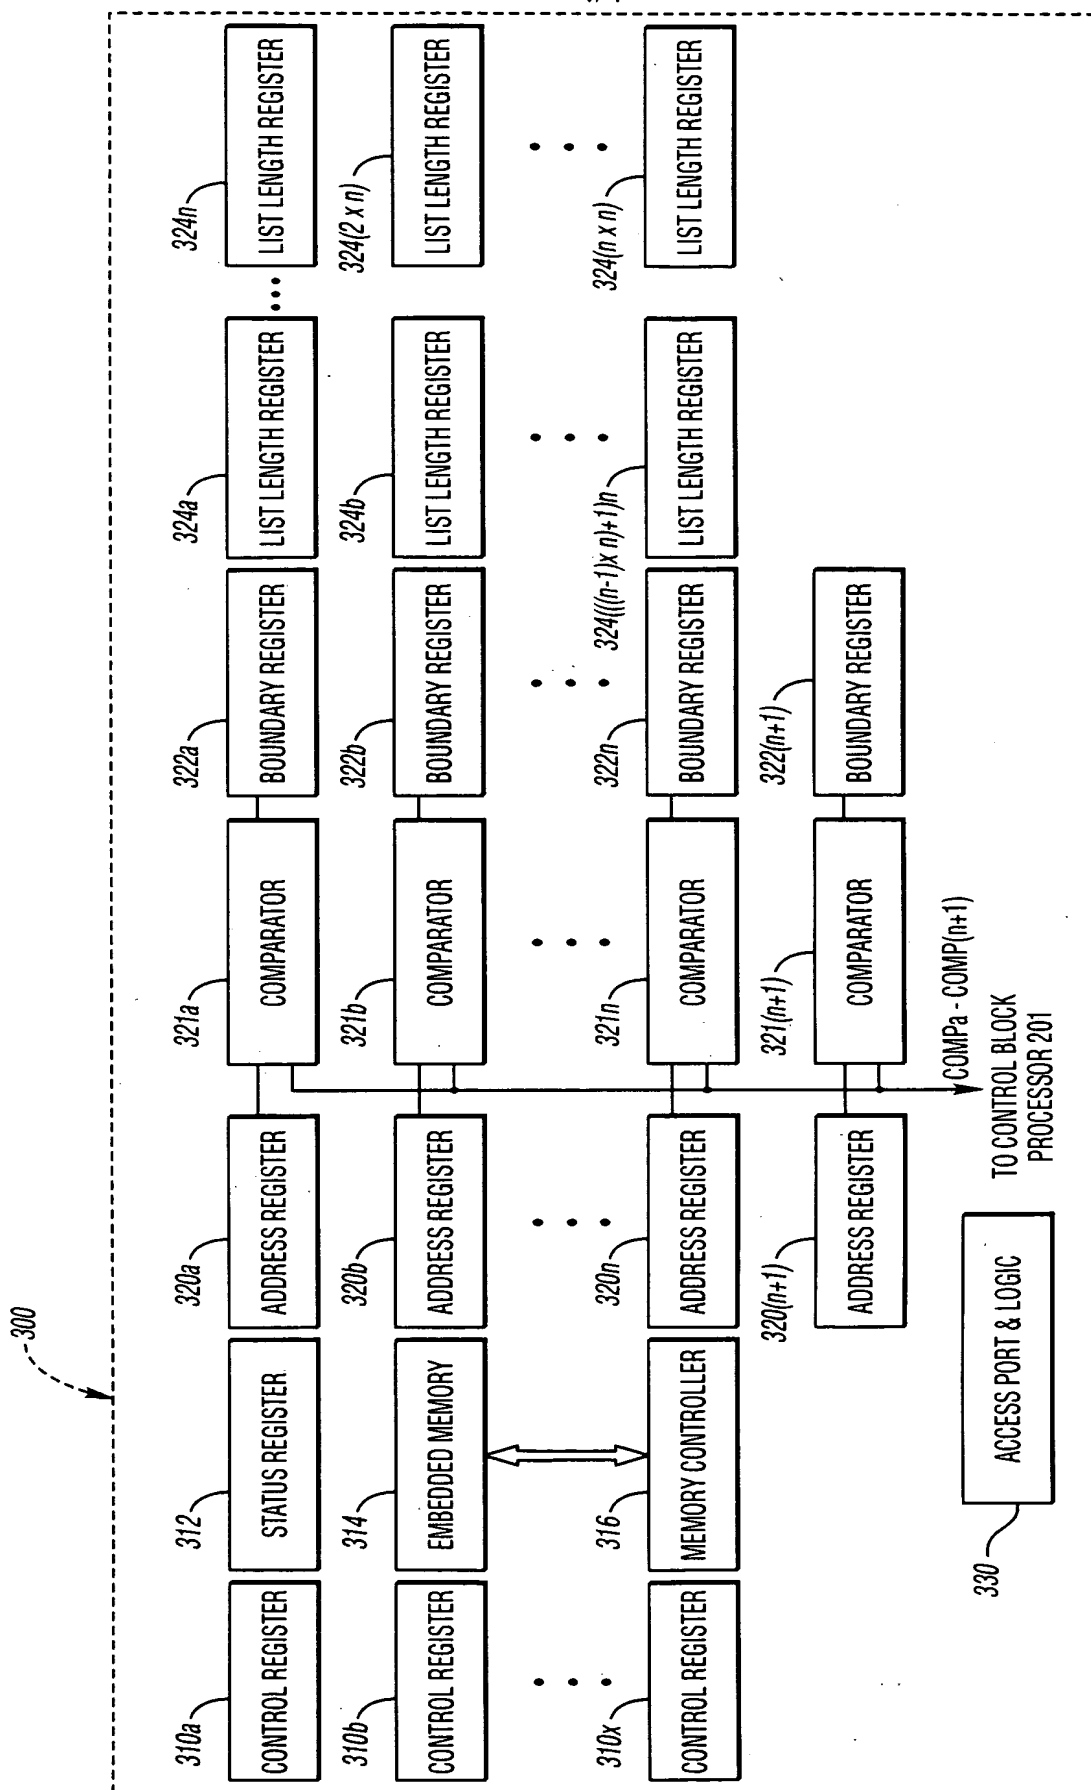 300
310a
CONTROL REGISTER
312
STATUS REGISTER
320a
ADDRESS REGISTER
321a
COMPARATOR
322a
BOUNDARY REGISTER
324a
LIST LENGTH REGISTER
324n
LIST LENGTH REGISTER
310b
CONTROL REGISTER
314
EMBEDDED MEMORY
320b
ADDRESS REGISTER
321b
COMPARATOR
322b
BOUNDARY REGISTER
324b
LIST LENGTH REGISTER
324(2 x n)
LIST LENGTH REGISTER
310x
CONTROL REGISTER
316
MEMORY CONTROLLER
320n
ADDRESS REGISTER
321n
COMPARATOR
322n
BOUNDARY REGISTER
324(((n-1)x n)+1)n
LIST LENGTH REGISTER
324(n x n)
LIST LENGTH REGISTER
320(n+1)
ADDRESS REGISTER
321(n+1)
COMPARATOR
322(n+1)
BOUNDARY REGISTER
COMPa - COMP(n+1)
TO CONTROL BLOCK
PROCESSOR 201
330
ACCESS PORT & LOGIC